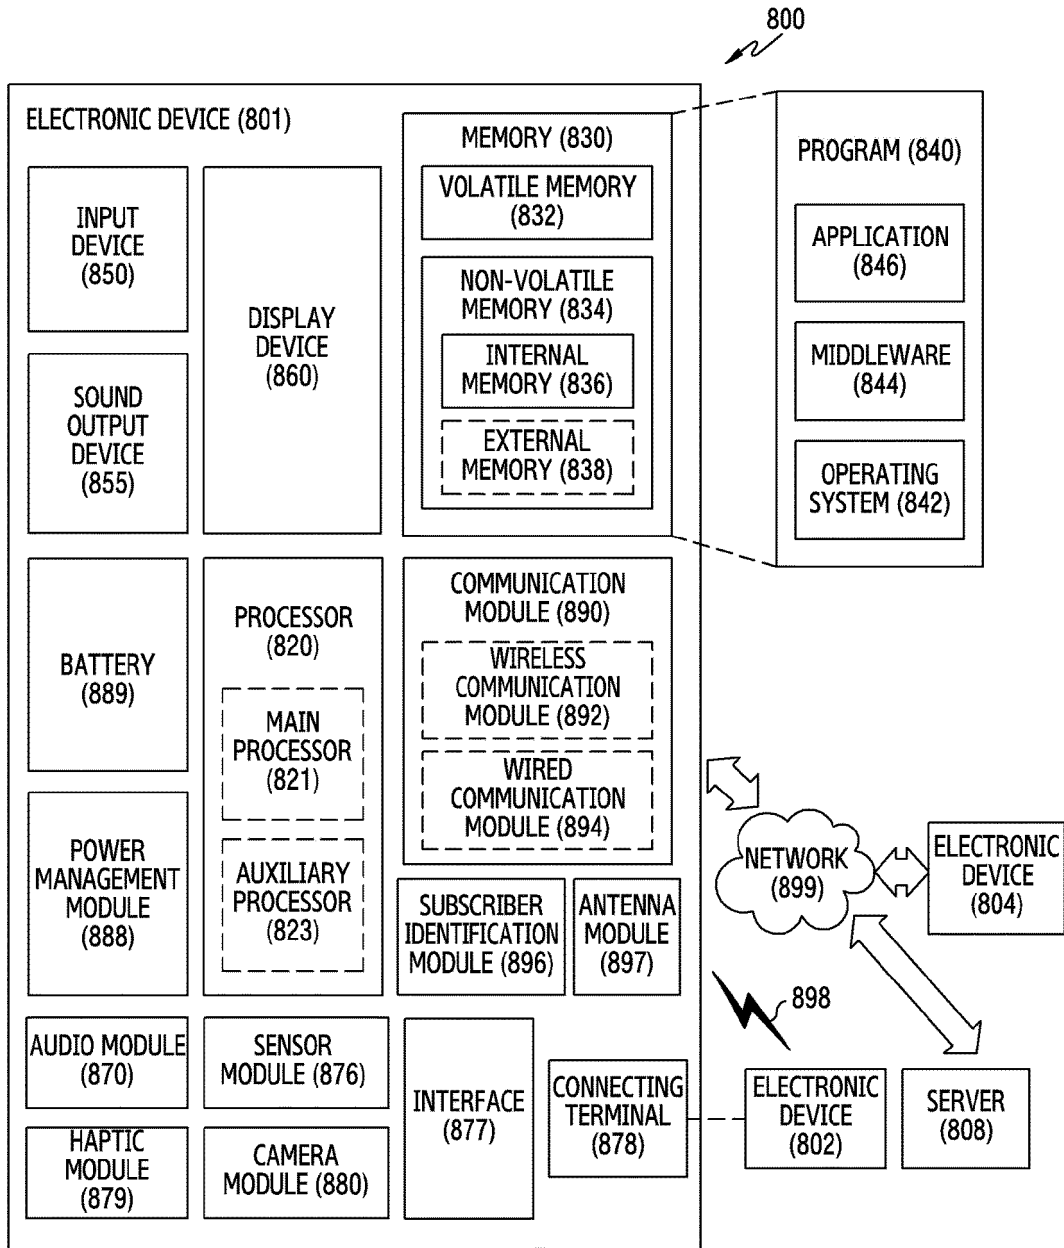 800
ELECTRONIC DEVICE (801)
INPUT
DEVICE
(850)
SOUND
OUTPUT
DEVICE
(855)
DISPLAY
DEVICE
(860)
MEMORY (830)
VOLATILE MEMORY
(832)
NON-VOLATILE
MEMORY (834)
INTERNAL
MEMORY (836)
EXTERNAL
MEMORY (838)
PROGRAM (840)
APPLICATION
(846)
MIDDLEWARE
(844)
OPERATING
SYSTEM (842)
BATTERY
(889)
POWER
MANAGEMENT
MODULE
(888)
PROCESSOR
(820)
MAIN
PROCESSOR
(821)
AUXILIARY
PROCESSOR
(823)
COMMUNICATION
MODULE (890)
WIRELESS
COMMUNICATION
MODULE (892)
WIRED
COMMUNICATION
MODULE (894)
SUBSCRIBER
IDENTIFICATION
MODULE (896)
ANTENNA
MODULE
(897)
NETWORK
(899)
ELECTRONIC
DEVICE
(804)
898
AUDIO MODULE
(870)
SENSOR
MODULE (876)
HAPTIC
MODULE
(879)
CAMERA
MODULE (880)
INTERFACE
(877)
CONNECTING
TERMINAL
(878)
ELECTRONIC
DEVICE
(802)
SERVER
(808)